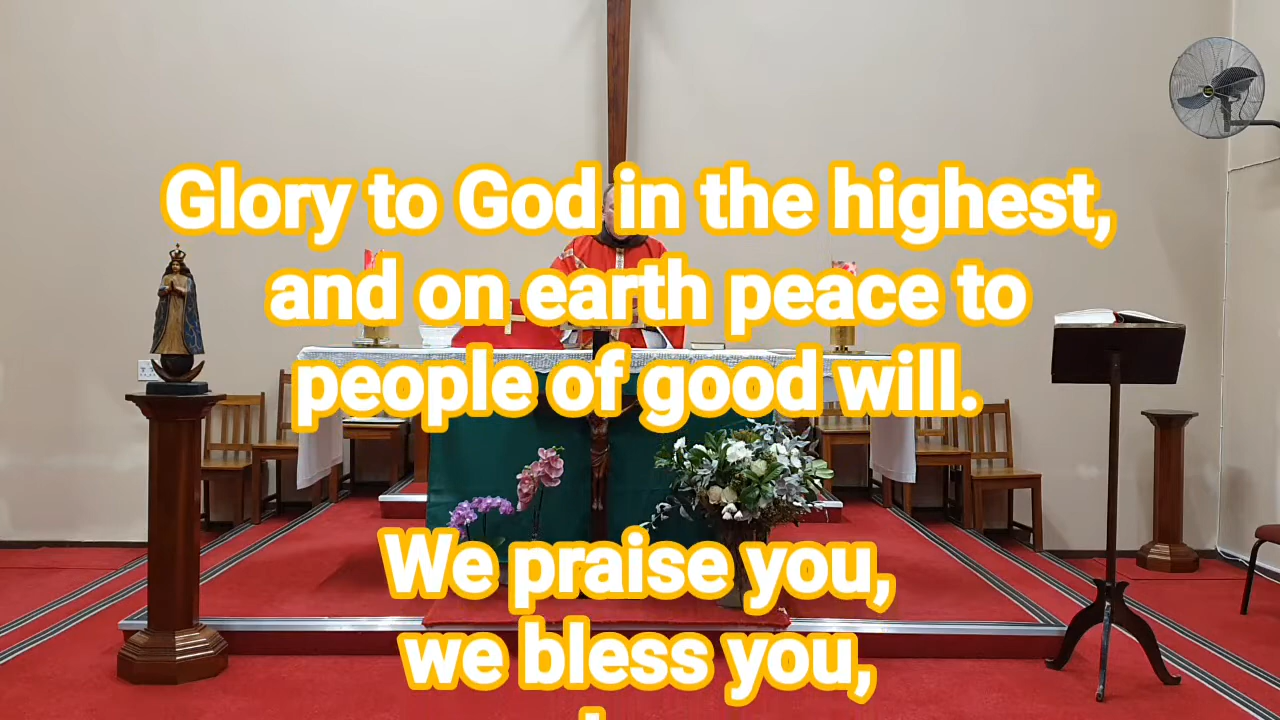 Glory to God in the highest,
and on earth peace to
people of good will.
We praise you,
we bless you,